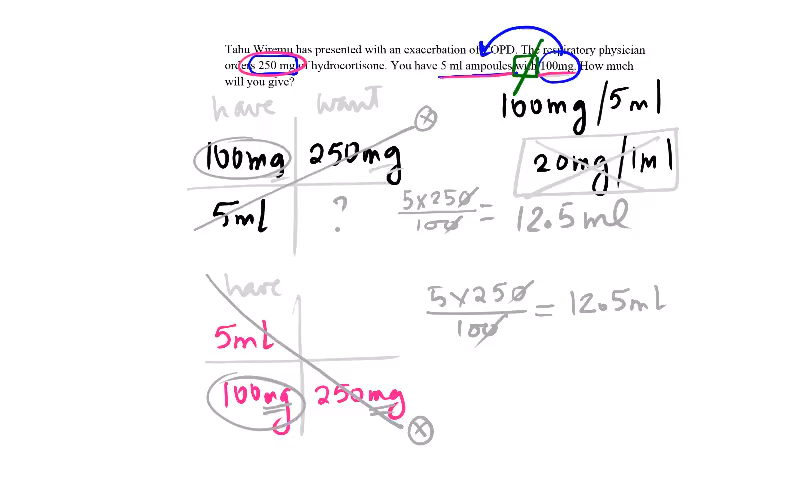 Tahu Wiremu has presented with an exacerbation of COPD. The respiratory physician
orders 250 mg of hydrocortisone. You have 5 ml ampoules with 100mg. How much
will you give?
have want
100mg/5ml
100mg 250mg
20mg/1ml
5ml ?
5x250/100 = 12.5ml
have
5ml
5x250/100 = 12.5ml
100mg 250mg